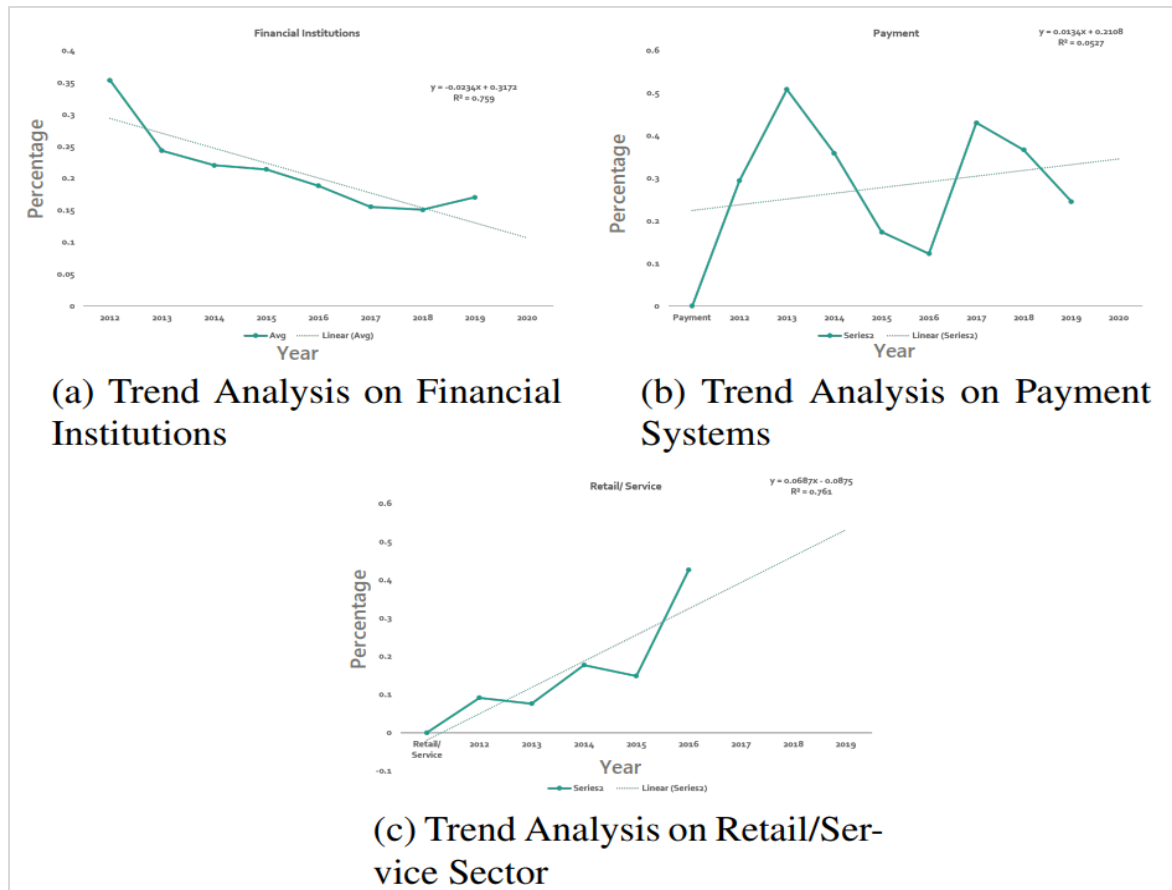 Financial Institutions
y = -0.0234x + 0.3172
R² = 0.759
Percentage
0.4
0.35
0.3
0.25
0.2
0.15
0.1
0.05
0
2012 2013 2014 2015 2016 2017 2018 2019 2020
Avg Linear (Avg)
Year
(a) Trend Analysis on Financial
Institutions
Payment
y = 0.0134x + 0.2108
R² = 0.0527
Percentage
0.6
0.5
0.4
0.3
0.2
0.1
0
Payment 2012 2013 2014 2015 2016 2017 2018 2019 2020
Series2 Linear (Series2)
Year
(b) Trend Analysis on Payment
Systems
Retail/ Service
y = 0.0687x - 0.0875
R² = 0.761
Percentage
0.6
0.5
0.4
0.3
0.2
0.1
0
-0.1
Retail/ 2012 2013 2014 2015 2016 2017 2018 2019
Service
Year
Series2 Linear (Series2)
(c) Trend Analysis on Retail/Ser-
vice Sector